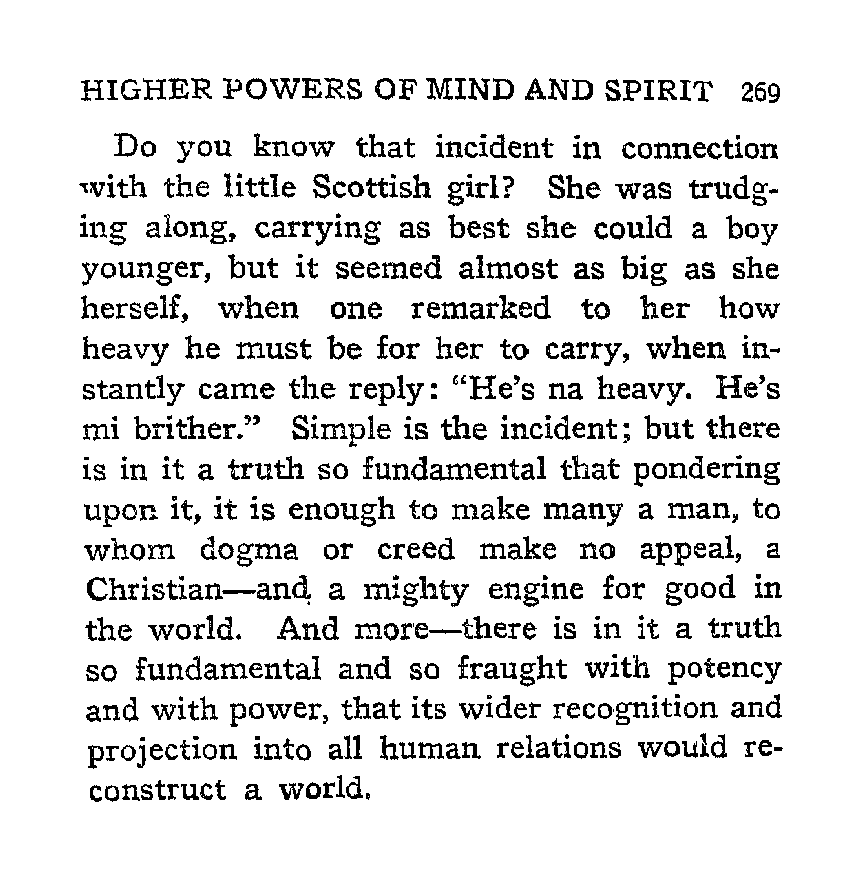 HIGHER POWERS OF MIND AND SPIRIT 269
Do you know that incident in connection
with the little Scottish girl? She was trudg-
ing along, carrying as best she could a boy
younger, but it seemed almost as big as she
herself, when one remarked to her how
heavy he must be for her to carry, when in-
stantly came the reply: “He’s na heavy. He’s
mi brither.” Simple is the incident; but there
is in it a truth so fundamental that pondering
upon it, it is enough to make many a man, to
whom dogma or creed make no appeal, a
Christian—and a mighty engine for good in
the world. And more—there is in it a truth
so fundamental and so fraught with potency
and with power, that its wider recognition and
projection into all human relations would re-
construct a world.